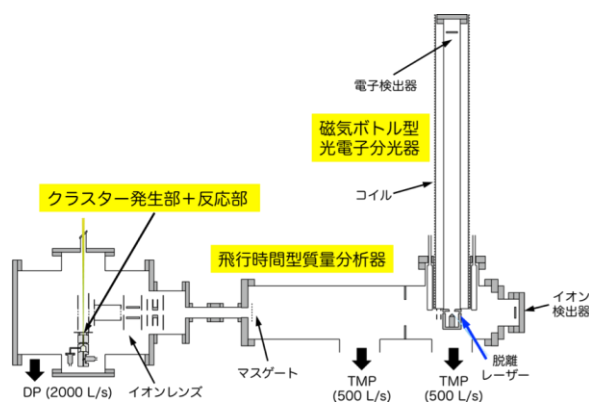 電子検出器
磁気ボトル型
光電子分光器
コイル
クラスター発生部＋反応部
飛行時間型質量分析器
イオン
検出器
マスゲート
脱離
レーザー
イオンレンズ
DP (2000 L/s)
TMP
(500 L/s)
TMP
(500 L/s)